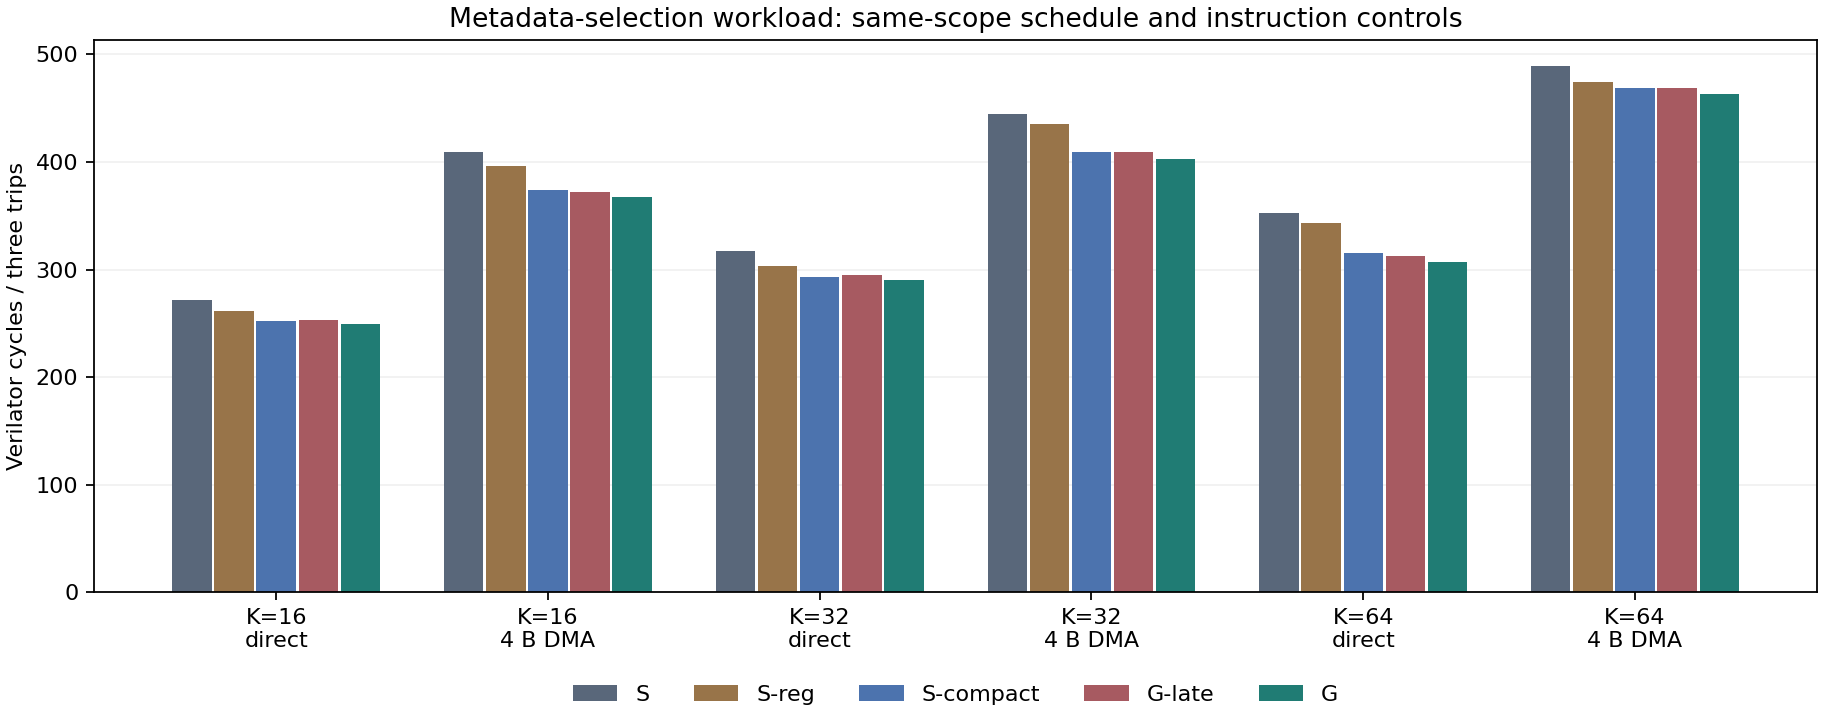 Metadata-selection workload: same-scope schedule and instruction controls
Verilator cycles / three trips
500
400
300
200
100
0
K=16
direct
K=16
4 B DMA
K=32
direct
K=32
4 B DMA
K=64
direct
K=64
4 B DMA
S
S-reg
S-compact
G-late
G